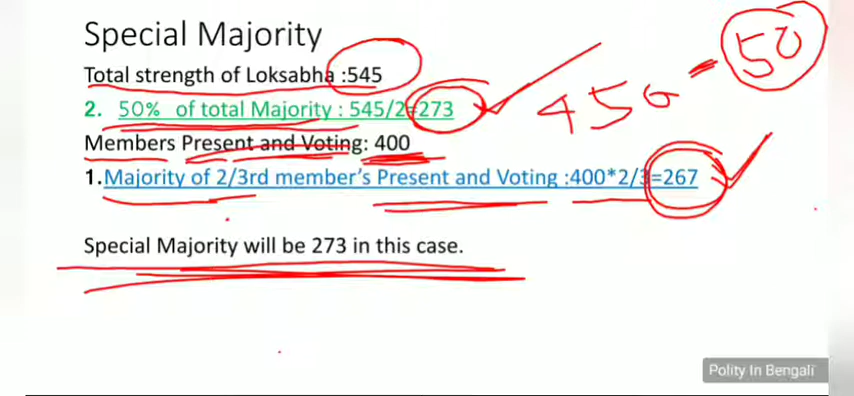 Special Majority
Total strength of Loksabha :545
2. 50% of total Majority : 545/2=273
450 - 50
Members Present and Voting: 400
1.Majority of 2/3rd member's Present and Voting :400*2/3=267
Special Majority will be 273 in this case.
Polity In Bengali